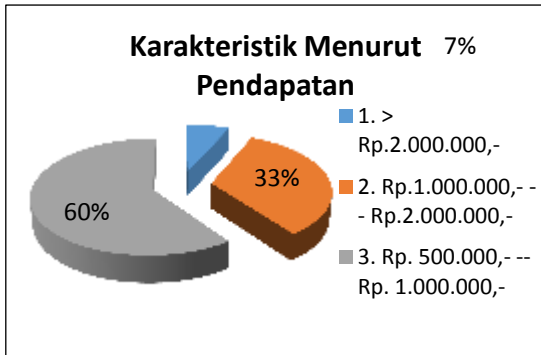 Karakteristik Menurut
Pendapatan
7%
33%
60%
1. >
Rp.2.000.000,-
2. Rp.1.000.000,- -
- Rp.2.000.000,-
3. Rp. 500.000,- --
Rp. 1.000.000,-